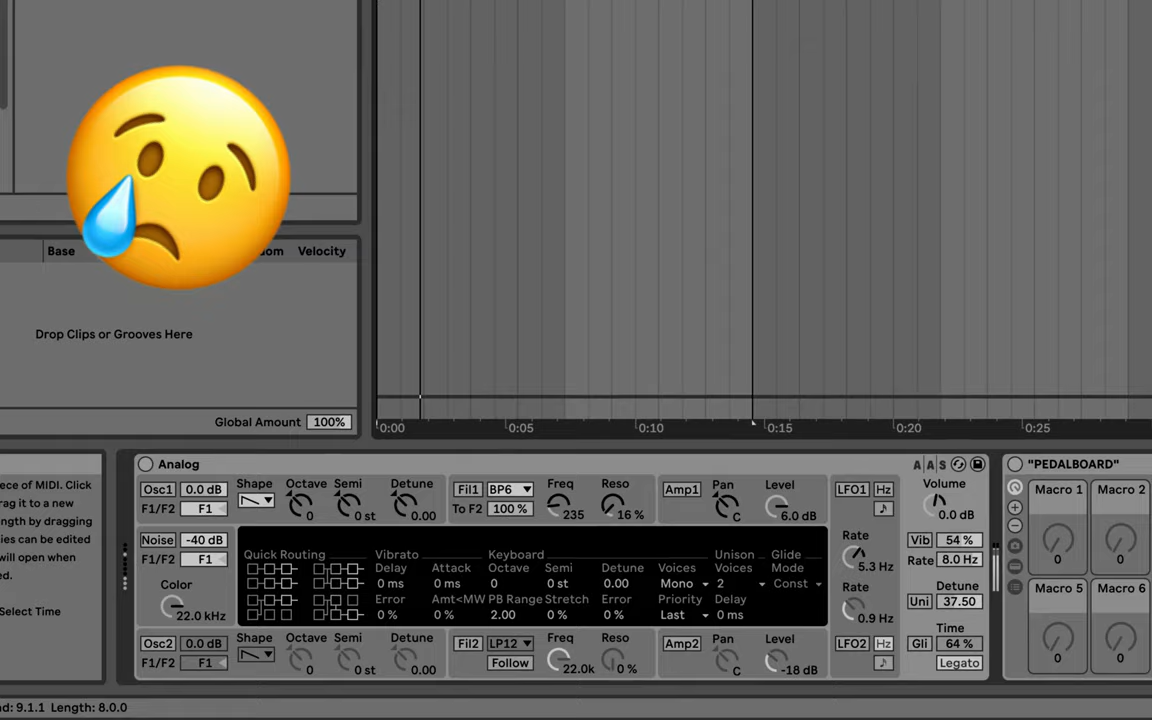 Base
om
Velocity
Drop Clips or Grooves Here
Global Amount 100%
0:00 0:05 0:10 0:15 0:20 0:25
ece of MIDI. Click
rag it to a new
ngth by dragging
ies can be edited
will open when
ed.
Select Time
Analog
A A S
Osc1 0.0 dB
F1/F2 F1
Shape
Octave
0
Semi
0 st
Detune
0.00
Fil1 BP6
To F2 100 %
Freq
235
Reso
16 %
Amp1
Pan
C
Level
6.0 dB
LFO1 Hz
Volume
0.0 dB
Noise -40 dB
F1/F2 F1
Color
22.0 kHz
Quick Routing
Vibrato
Keyboard
Unison
Glide
Delay Attack Octave Semi Detune Voices Voices Mode
0 ms 0 ms 0 0 st 0.00 Mono 2 Const
Error Amt<MW PB Range Stretch Error Priority Delay
0 % 0 % 2.00 0 % 0 % Last 0 ms
Rate
5.3 Hz
Rate
0.9 Hz
Vib 54 %
Rate 8.0 Hz
Detune
Uni 37.50
Time
Gli 64 %
Legato
Osc2 0.0 dB
F1/F2 F1
Shape
Octave
0
Semi
0 st
Detune
0.00
Fil2 LP12
Follow
Freq
22.0k
Reso
0 %
Amp2
Pan
C
Level
-18 dB
LFO2 Hz
"PEDALBOARD"
Macro 1 Macro 2
0 0
Macro 5 Macro 6
0 0
nd: 9.1.1 Length: 8.0.0